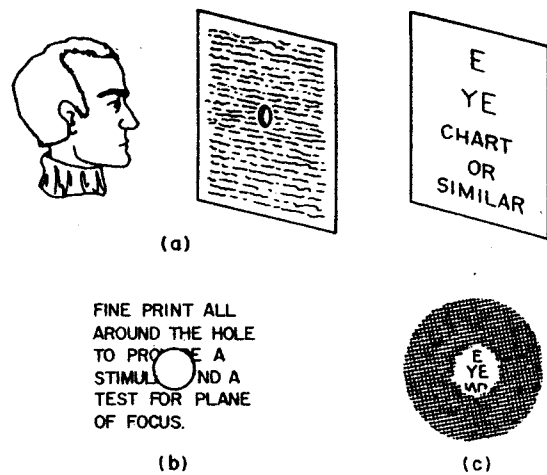 E
YE
CHART
OR
SIMILAR
(a)
FINE PRINT ALL
AROUND THE HOLE
TO PRO E A
STIMUL ND A
TEST FOR PLANE
OF FOCUS.
(b)
E
YE
(c)